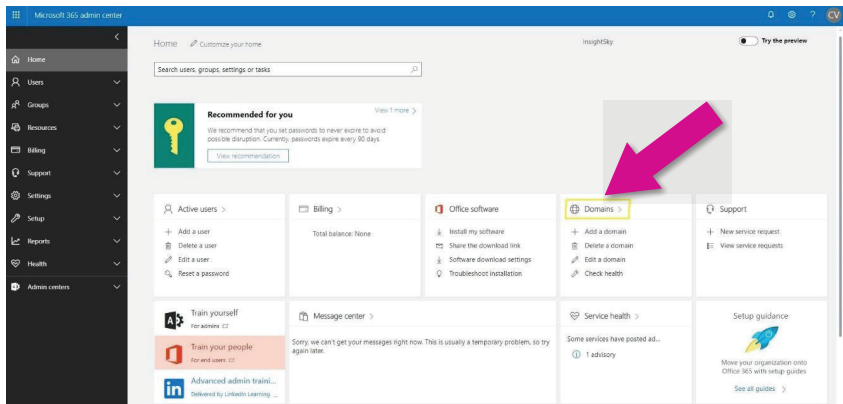 Microsoft 365 admin center
CV
Home
Users
Groups
Resources
Billing
Support
Settings
Setup
Reports
Health
Admin centers
Home Customize your home
InsightSky
Try the preview
Search users, groups, settings or tasks
Recommended for you
View 1 more >
We recommend that you set passwords to never expire to avoid
possible disruption. Currently, passwords expire every 90 days.
View recommendation
Active users >
Add a user
Delete a user
Edit a user
Reset a password
Billing >
Total balance: None
Office software
Install my software
Share the download link
Software download settings
Troubleshoot installation
Domains >
Add a domain
Delete a domain
Edit a domain
Check health
Support
New service request
View service requests
Train yourself
For admins
Train your people
For end users
Advanced admin traini...
Delivered by LinkedIn Learning ...
Message center >
Sorry, we can't get your messages right now. This is usually a temporary problem, so try
again later.
Service health >
Some services have posted ad...
1 advisory
Setup guidance
Move your organization onto
Office 365 with setup guides
See all guides >